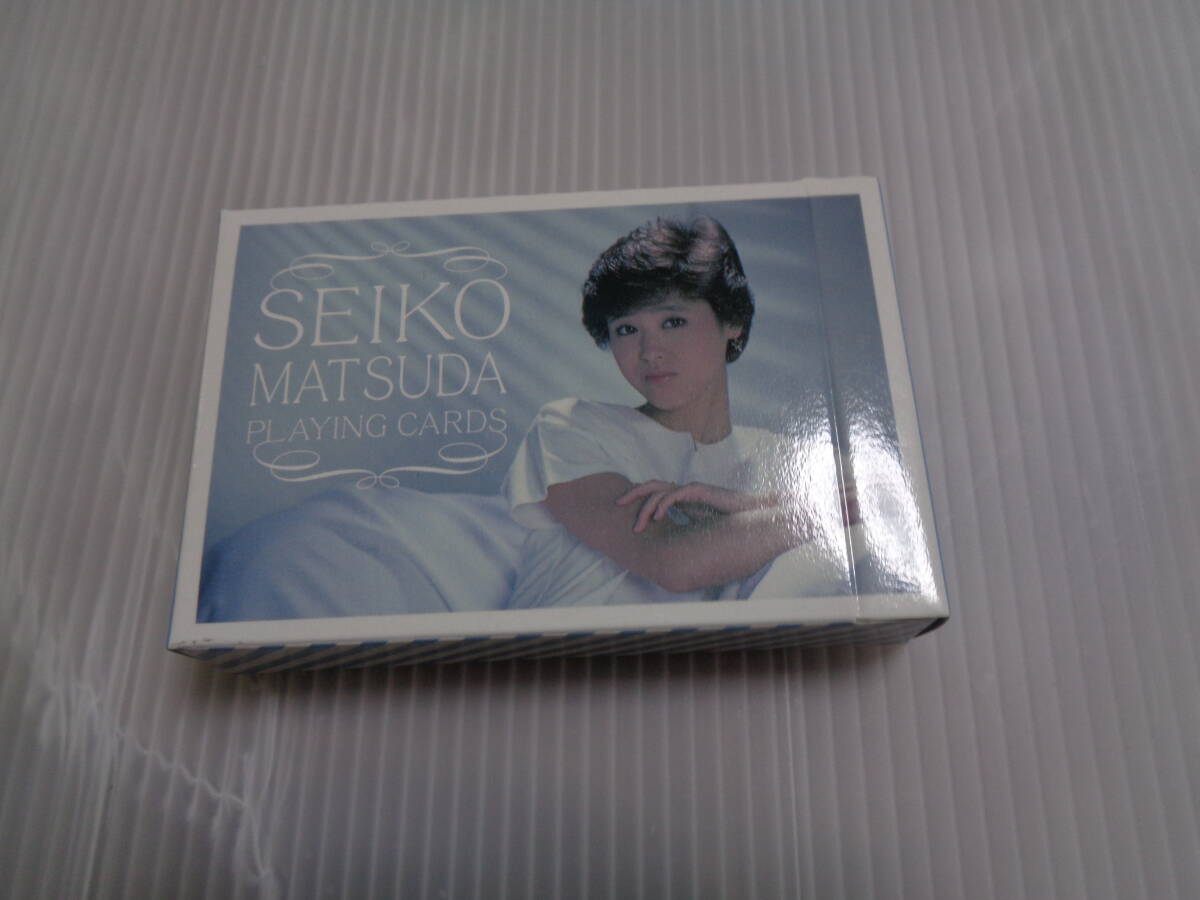 SEIKO
MATSUDA
PLAYING CARDS